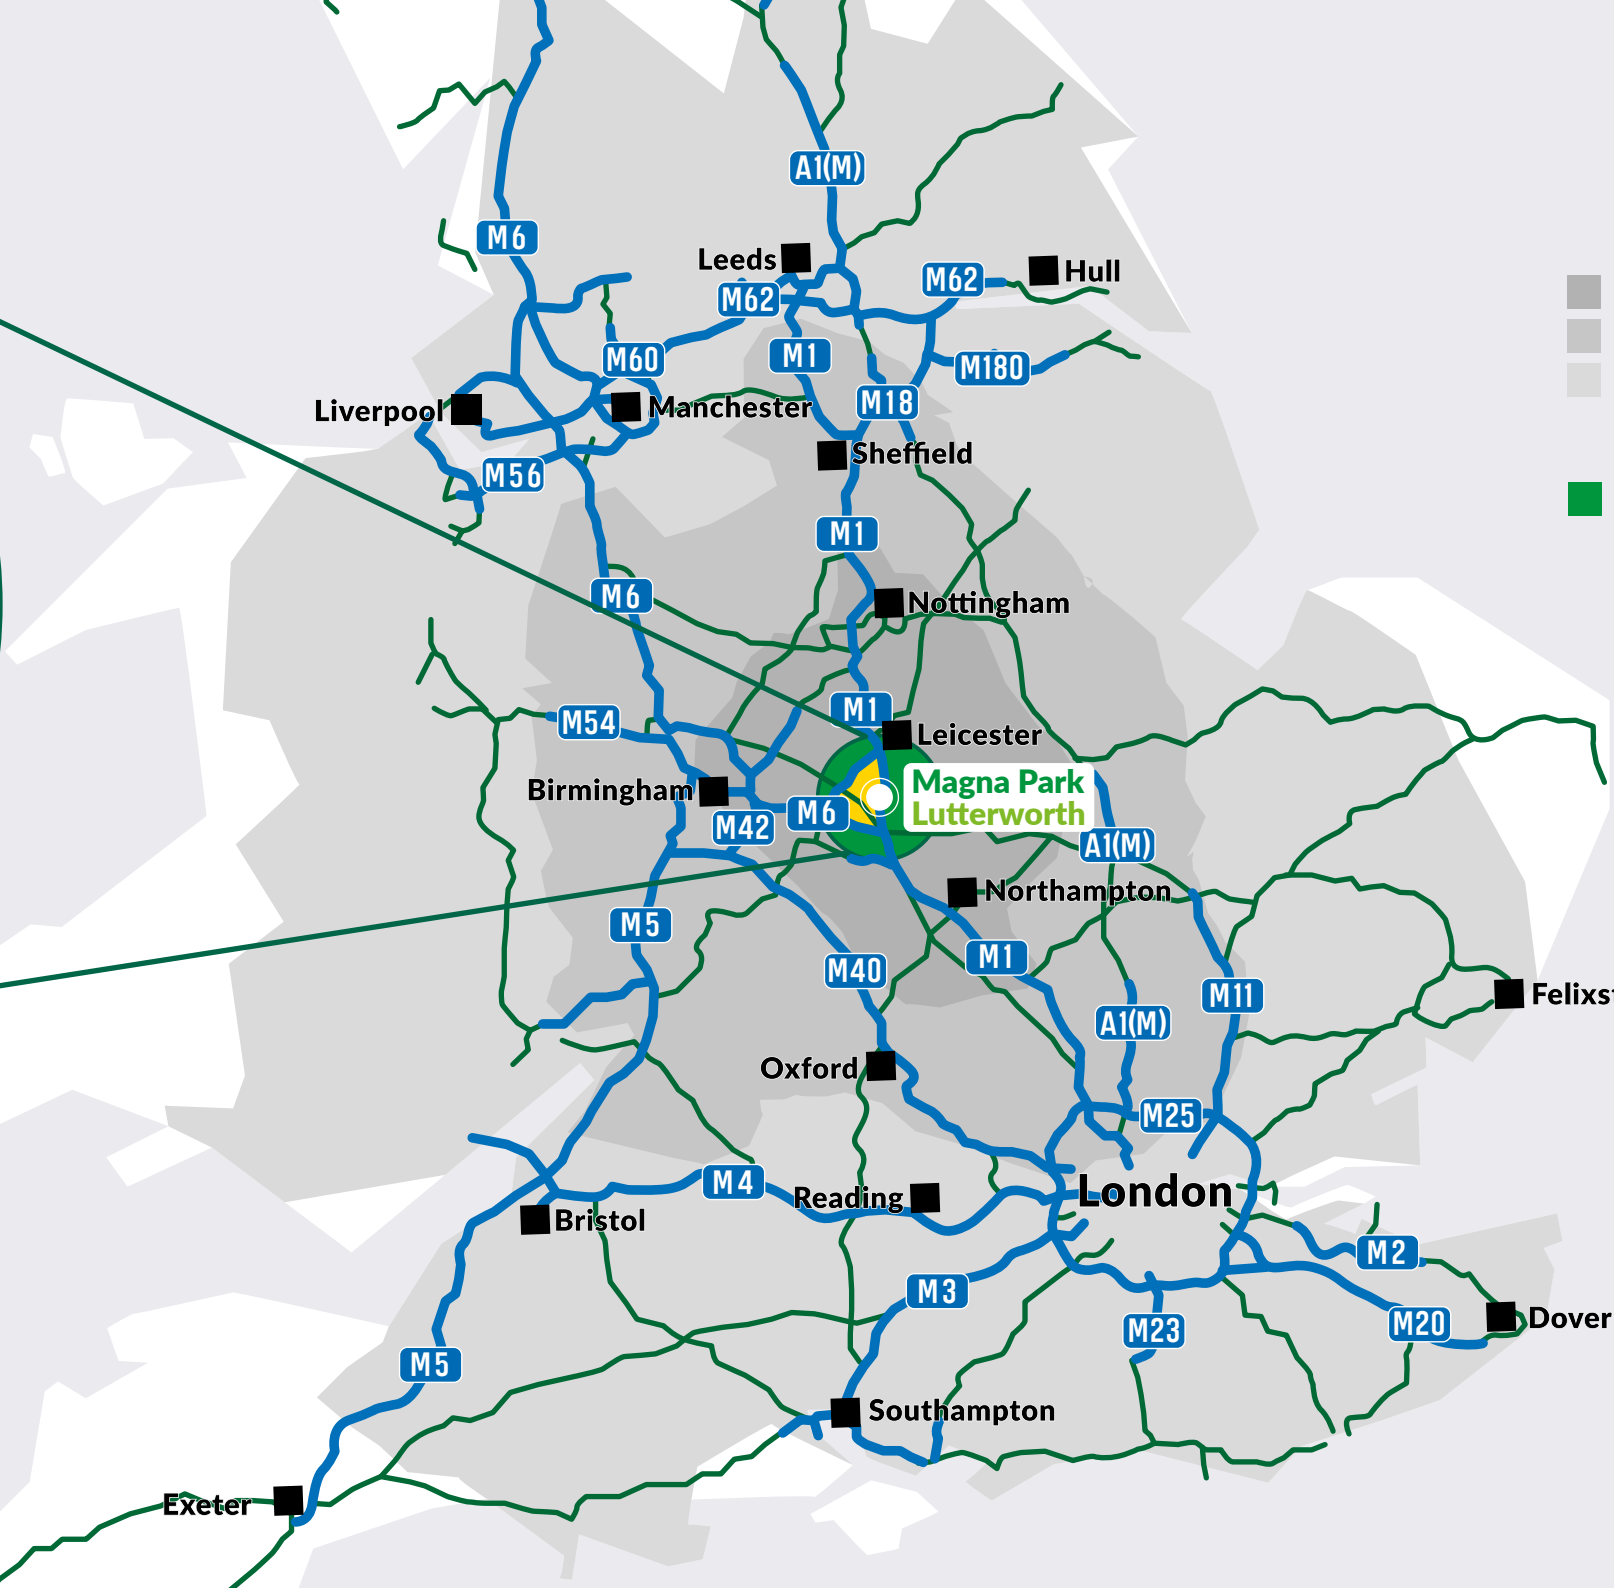 A1(M)
M6
Leeds
M62
Hull
M62
M60
M1
M180
Liverpool
Manchester
M18
Sheffield
M56
M1
M6
Nottingham
M1
M54
Leicester
Birmingham
Magna Park
Lutterworth
M6
M42
A1(M)
Northampton
M5
M1
M40
M11
Felixst
A1(M)
Oxford
M25
M4
Reading
London
Bristol
M2
M3
M20
Dover
M23
M5
Southampton
Exeter